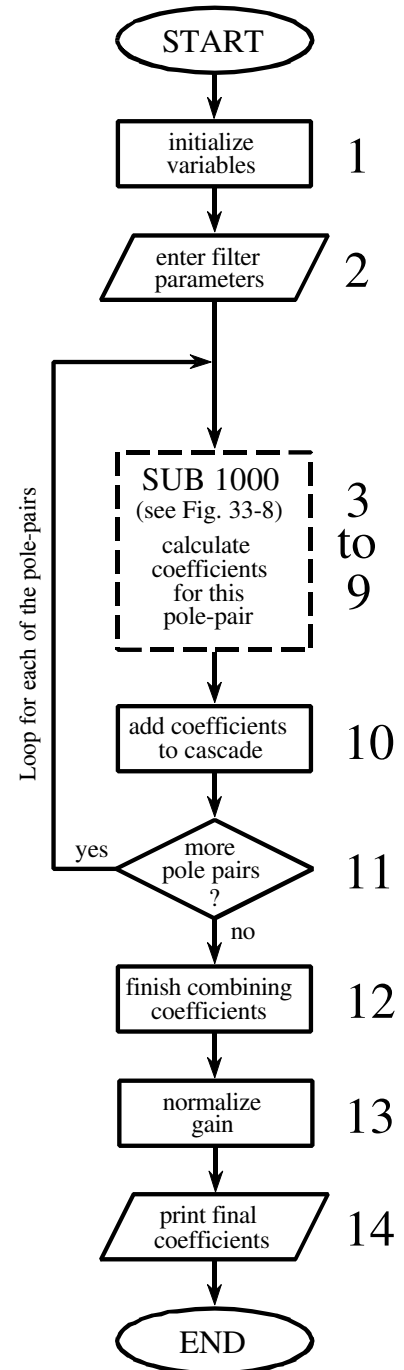 START
initialize
variables
1
enter filter
parameters
2
Loop for each of the pole-pairs
SUB 1000
(see Fig. 33-8)
calculate
coefficients
for this
pole-pair
3
to
9
add coefficients
to cascade
10
yes
more
pole pairs
?
11
no
finish combining
coefficients
12
normalize
gain
13
print final
coefficients
14
END